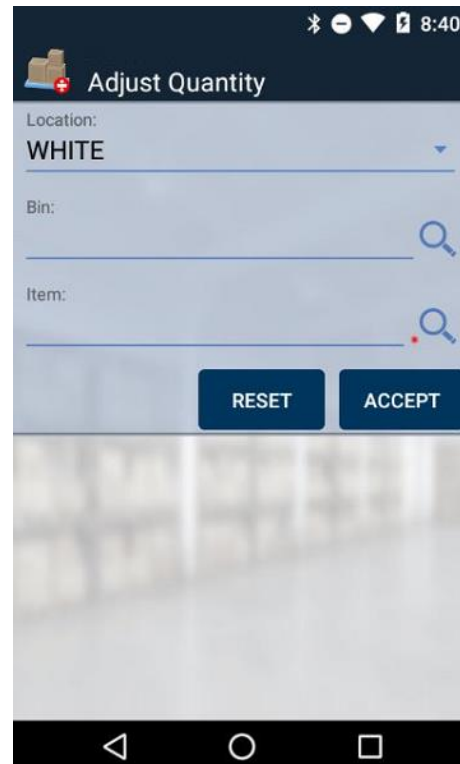 8:40
Adjust Quantity
Location:
WHITE
Bin:
Item:
RESET ACCEPT